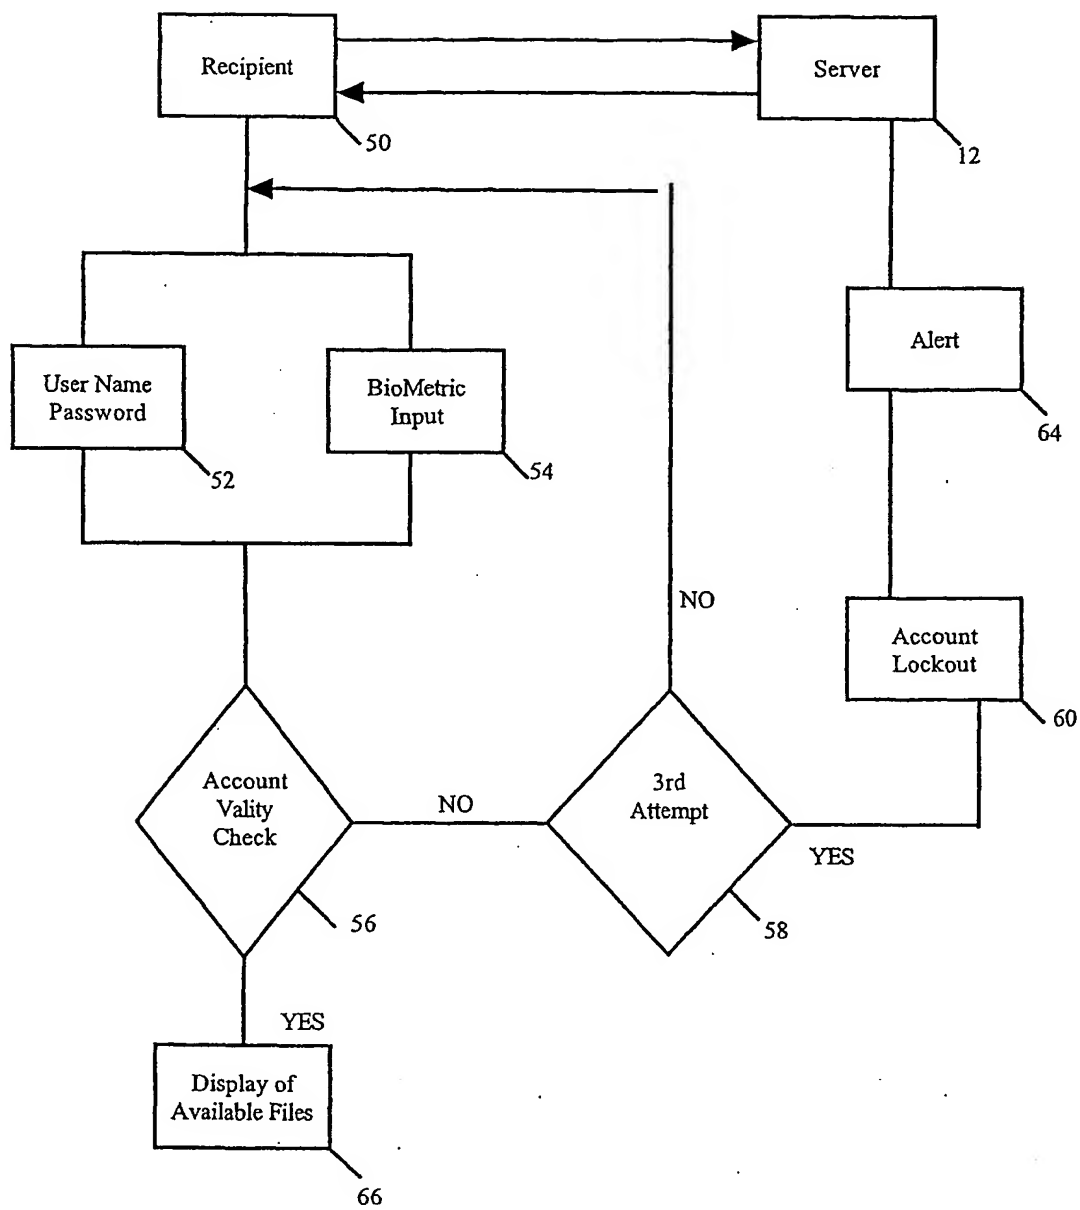 Recipient
Server
50
12
Alert
User Name
Password
BioMetric
Input
64
52
54
NO
Account
Lockout
60
Account
Vality
Check
NO
3rd
Attempt
YES
56
58
YES
Display of
Available Files
66